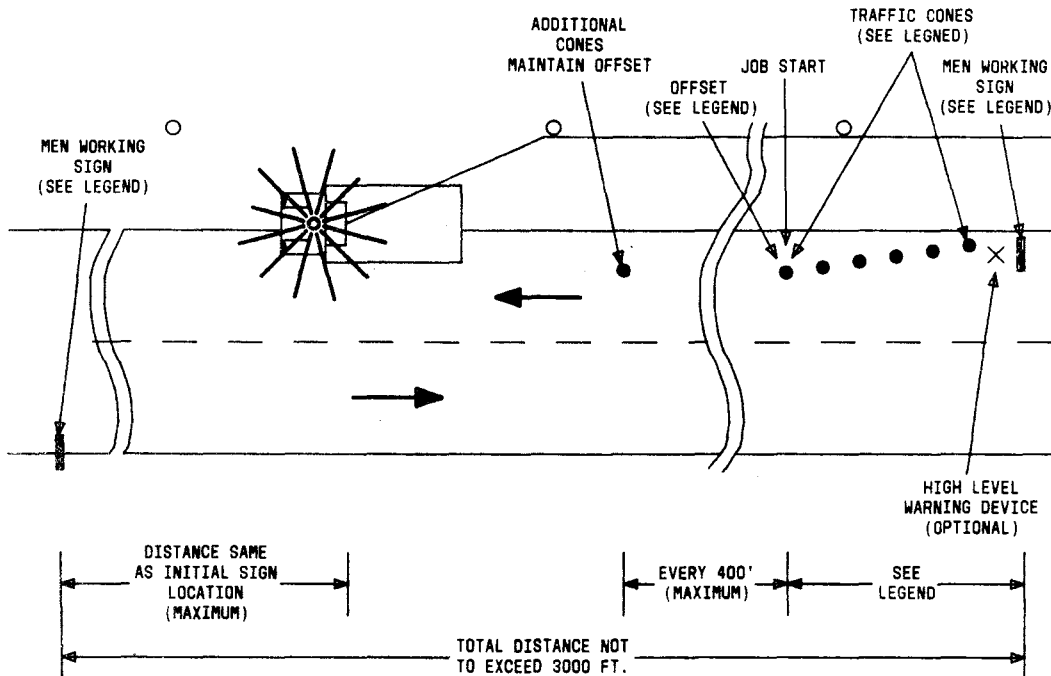 ADDITIONAL
CONES
MAINTAIN OFFSET
TRAFFIC CONES
(SEE LEGNED)
JOB START
OFFSET
(SEE LEGEND)
MEN WORKING
SIGN
(SEE LEGEND)
MEN WORKING
SIGN
(SEE LEGEND)
HIGH LEVEL
WARNING DEVICE
(OPTIONAL)
DISTANCE SAME
AS INITIAL SIGN
LOCATION
(MAXIMUM)
EVERY 400'
(MAXIMUM)
SEE
LEGEND
TOTAL DISTANCE NOT
TO EXCEED 3000 FT.